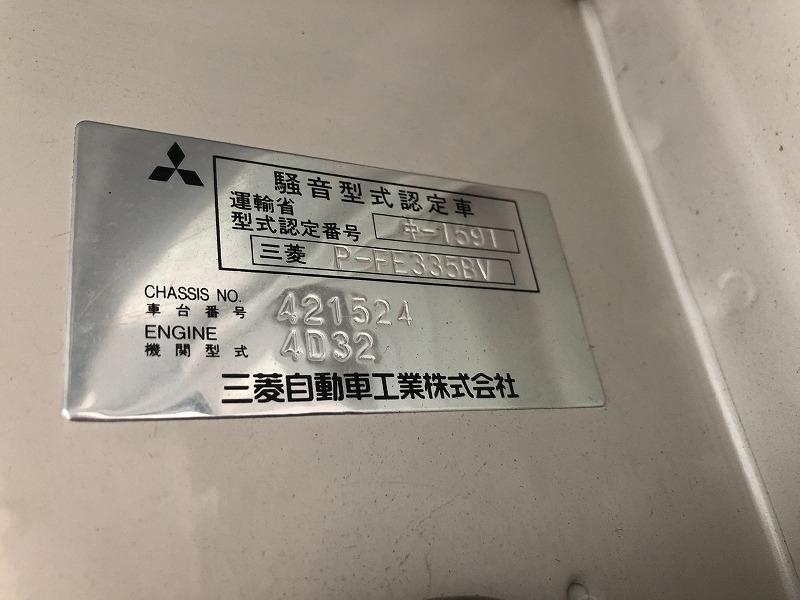 騒音型式認定車
運輸省
型式認定番号 キ-1591
三菱 P-FE335BV
CHASSIS NO.
車台番号 421524
ENGINE
機関型式 4D32
三菱自動車工業株式会社